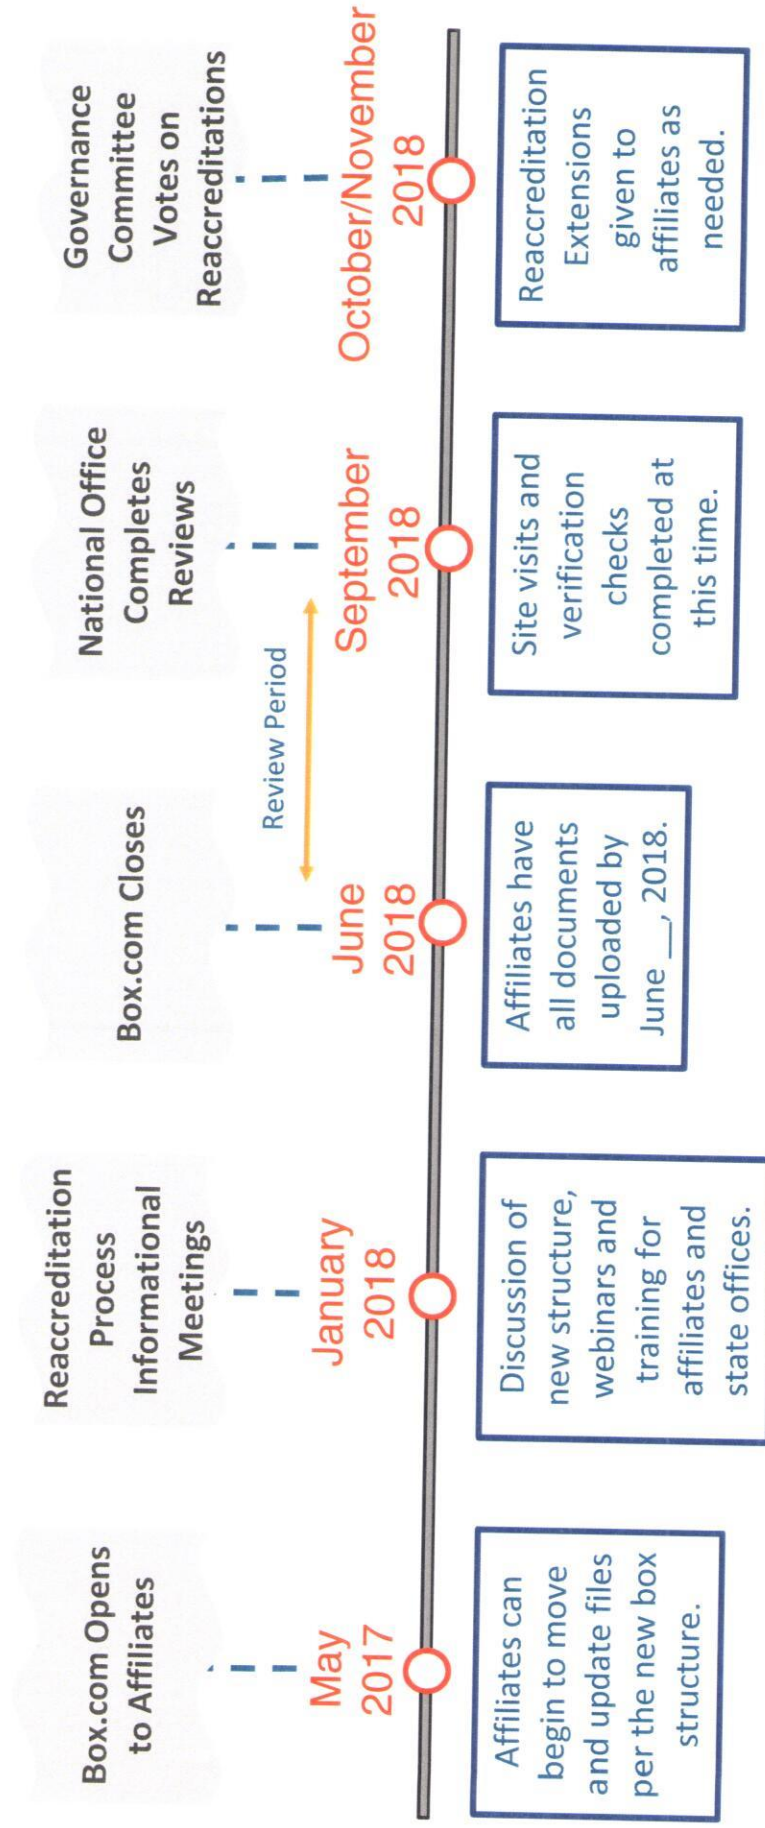 Box.com Opens
to Affiliates
May
2017
Affiliates can
begin to move
and update files
per the new box
structure.
Reaccreditation
Process
Informational
Meetings
January
2018
Discussion of
new structure,
webinars and
training for
affiliates and
state offices.
Box.com Closes
June
2018
Affiliates have
all documents
uploaded by
June __, 2018.
Review Period
National Office
Completes
Reviews
September
2018
Site visits and
verification
checks
completed at
this time.
Governance
Committee
Votes on
Reaccreditations
October/November
2018
Reaccreditation
Extensions
given to
affiliates as
needed.